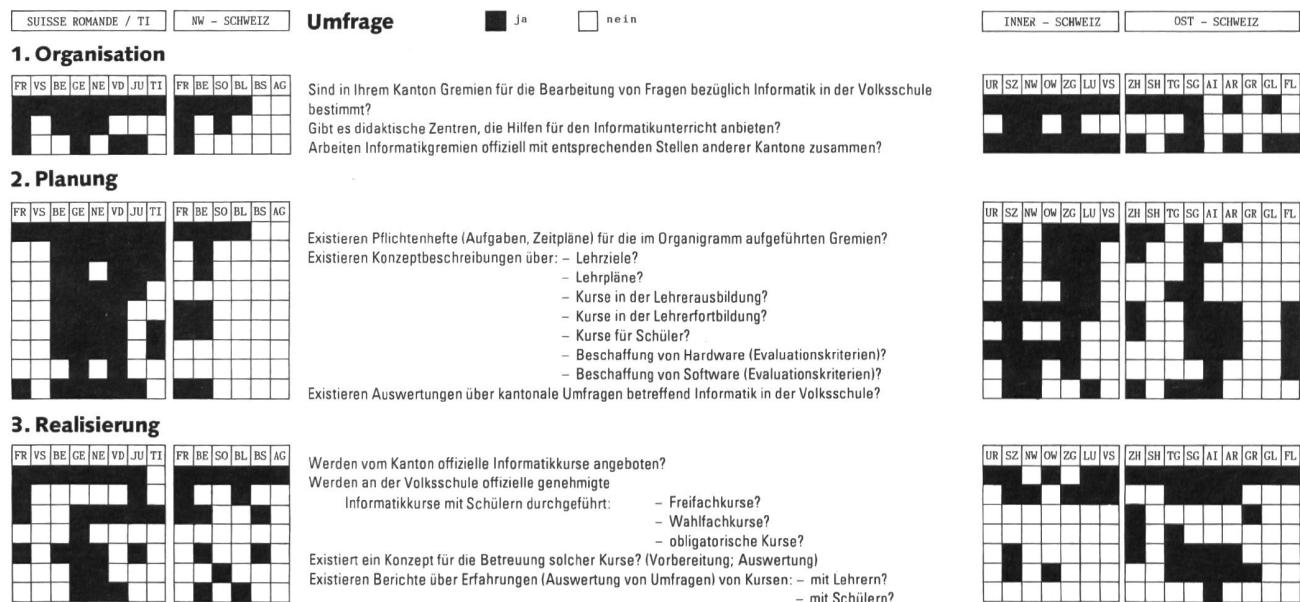 SUISSE ROMANDE / TI NW – SCHWEIZ Umfrage ja nein INNER – SCHWEIZ OST – SCHWEIZ
1. Organisation
FR VS BE GE NE VD JU TI FR BE SO BL BS AG UR SZ NW OW ZG LU VS ZH SH TG SG AI AR GR GL FL
Sind in Ihrem Kanton Gremien für die Bearbeitung von Fragen bezüglich Informatik in der Volksschule
bestimmt?
Gibt es didaktische Zentren, die Hilfen für den Informatikunterricht anbieten?
Arbeiten Informatikgremien offiziell mit entsprechenden Stellen anderer Kantone zusammen?
2. Planung
FR VS BE GE NE VD JU TI FR BE SO BL BS AG UR SZ NW OW ZG LU VS ZH SH TG SG AI AR GR GL FL
Existieren Pflichtenhefte (Aufgaben, Zeitpläne) für die im Organigramm aufgeführten Gremien?
Existieren Konzeptbeschreibungen über: – Lehrziele?
– Lehrpläne?
– Kurse in der Lehrerausbildung?
– Kurse in der Lehrerfortbildung?
– Kurse für Schüler?
– Beschaffung von Hardware (Evaluationskriterien)?
– Beschaffung von Software (Evaluationskriterien)?
Existieren Auswertungen über kantonale Umfragen betreffend Informatik in der Volksschule?
3. Realisierung
FR VS BE GE NE VD JU TI FR BE SO BL BS AG UR SZ NW OW ZG LU VS ZH SH TG SG AI AR GR GL FL
Werden vom Kanton offizielle Informatikkurse angeboten?
Werden an der Volksschule offizielle genehmigte
Informatikkurse mit Schülern durchgeführt: – Freifachkurse?
– Wahlfachkurse?
– obligatorische Kurse?
Existiert ein Konzept für die Betreuung solcher Kurse? (Vorbereitung; Auswertung)
Existieren Berichte über Erfahrungen (Auswertung von Umfragen) von Kursen: – mit Lehrern?
– mit Schülern?